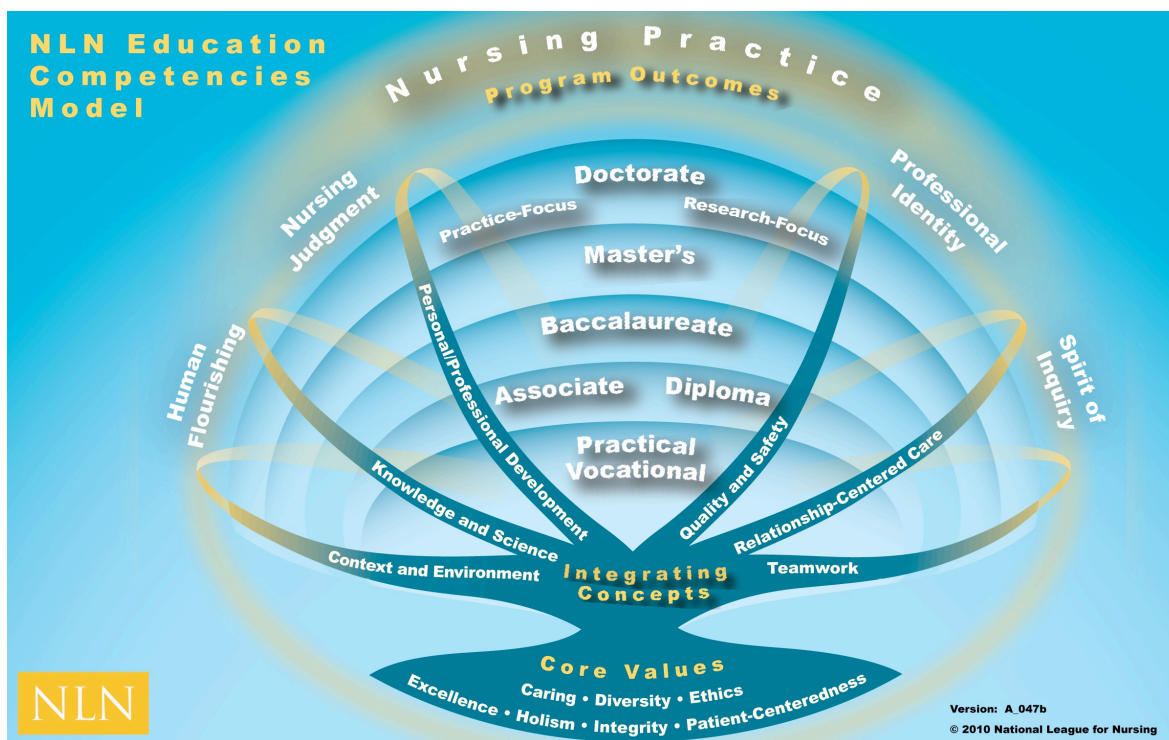 NLN Education
Competencies
Model
Nursing Practice
Program Outcomes
Nursing
Judgment
Professional
Identity
Human
Flourishing
Spirit of
Inquiry
Doctorate
Practice-Focus
Research-Focus
Master's
Baccalaureate
Associate
Diploma
Practical
Vocational
Context and Environment
Knowledge and Science
Personal/Professional Development
Quality and Safety
Relationship-Centered Care
Teamwork
Integrating
Concepts
Core Values
Caring • Diversity • Ethics
Excellence • Holism • Integrity • Patient-Centeredness
NLN
Version: A_047b
© 2010 National League for Nursing